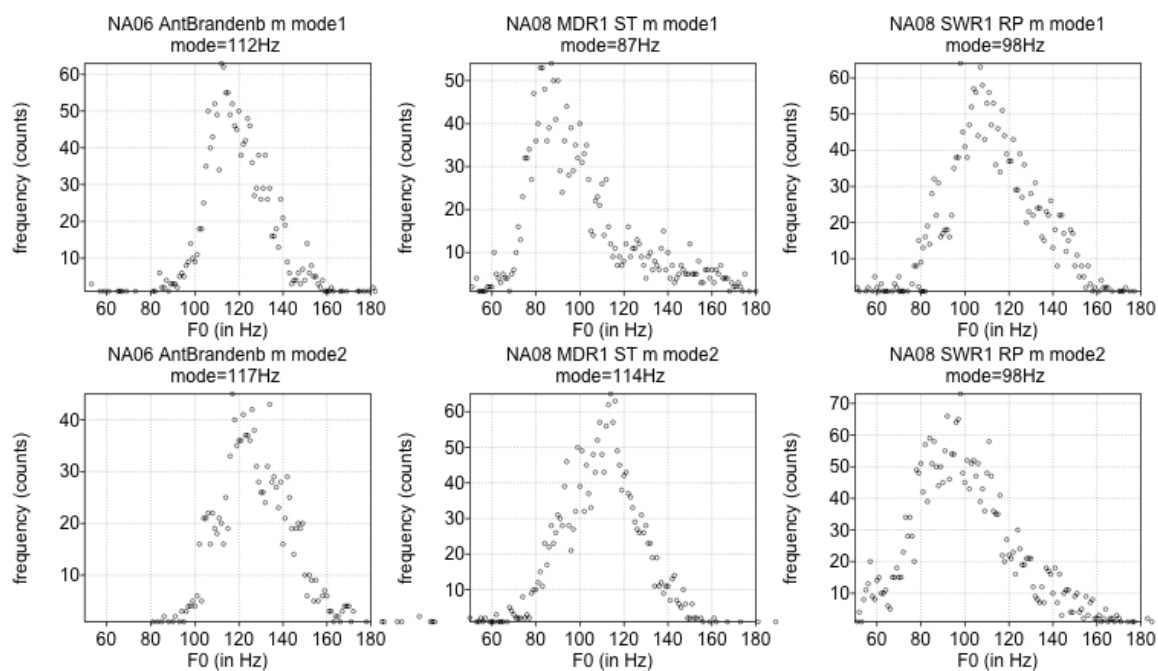 NA06 AntBrandenb m mode1
mode=112Hz
frequency (counts)
60
50
40
30
20
10
60 80 100 120 140 160 180
F0 (in Hz)
NA08 MDR1 ST m mode1
mode=87Hz
frequency (counts)
50
40
30
20
10
60 80 100 120 140 160 180
F0 (in Hz)
NA08 SWR1 RP m mode1
mode=98Hz
frequency (counts)
60
50
40
30
20
10
60 80 100 120 140 160 180
F0 (in Hz)
NA06 AntBrandenb m mode2
mode=117Hz
frequency (counts)
40
30
20
10
60 80 100 120 140 160 180
F0 (in Hz)
NA08 MDR1 ST m mode2
mode=114Hz
frequency (counts)
60
50
40
30
20
10
60 80 100 120 140 160 180
F0 (in Hz)
NA08 SWR1 RP m mode2
mode=98Hz
frequency (counts)
70
60
50
40
30
20
10
60 80 100 120 140 160 180
F0 (in Hz)